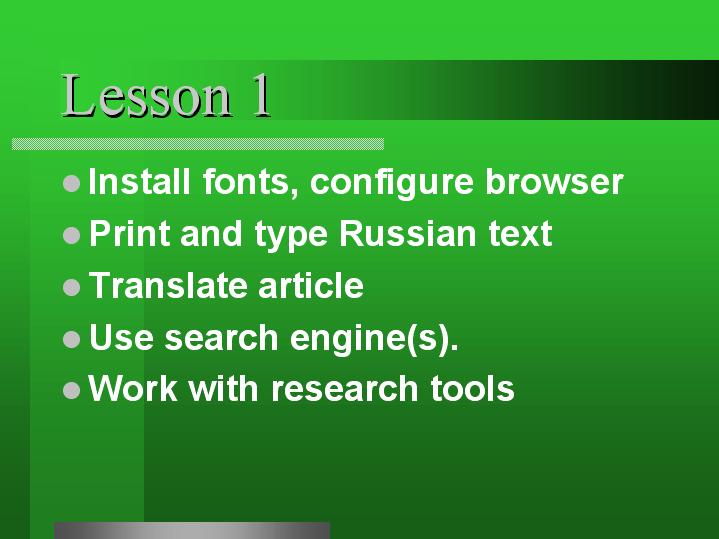 Lesson 1
Install fonts, configure browser
Print and type Russian text
Translate article
Use search engine(s).
Work with research tools